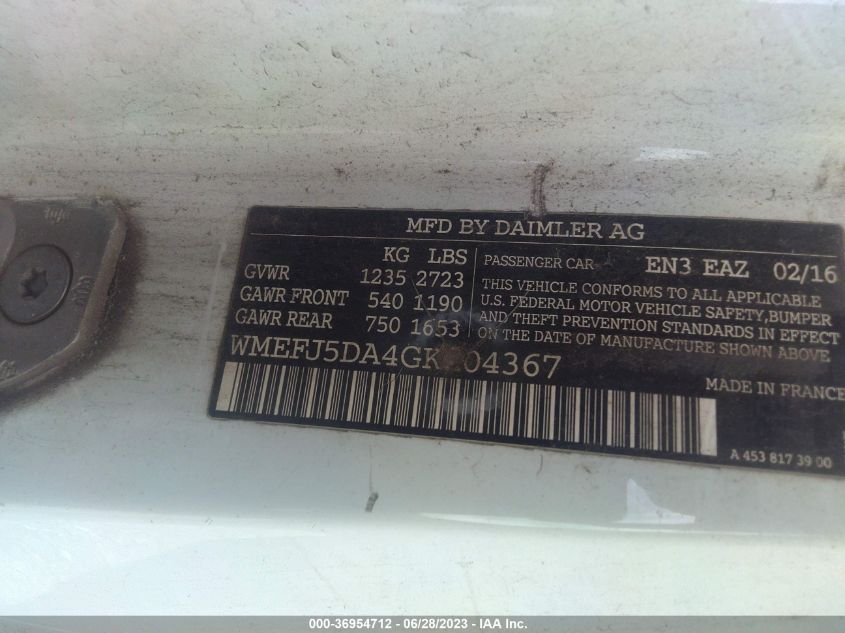 MFD BY DAIMLER AG
KG LBS
GVWR 1235 2723
GAWR FRONT 540 1190
GAWR REAR 750 1653
PASSENGER CAR EN3 EAZ 02/16
THIS VEHICLE CONFORMS TO ALL APPLICABLE
U.S. FEDERAL MOTOR VEHICLE SAFETY, BUMPER
AND THEFT PREVENTION STANDARDS IN EFFECT
ON THE DATE OF MANUFACTURE SHOWN ABOVE
MADE IN FRANCE
A 453 817 39 00
000-36954712 - 06/28/2023 - IAA Inc.